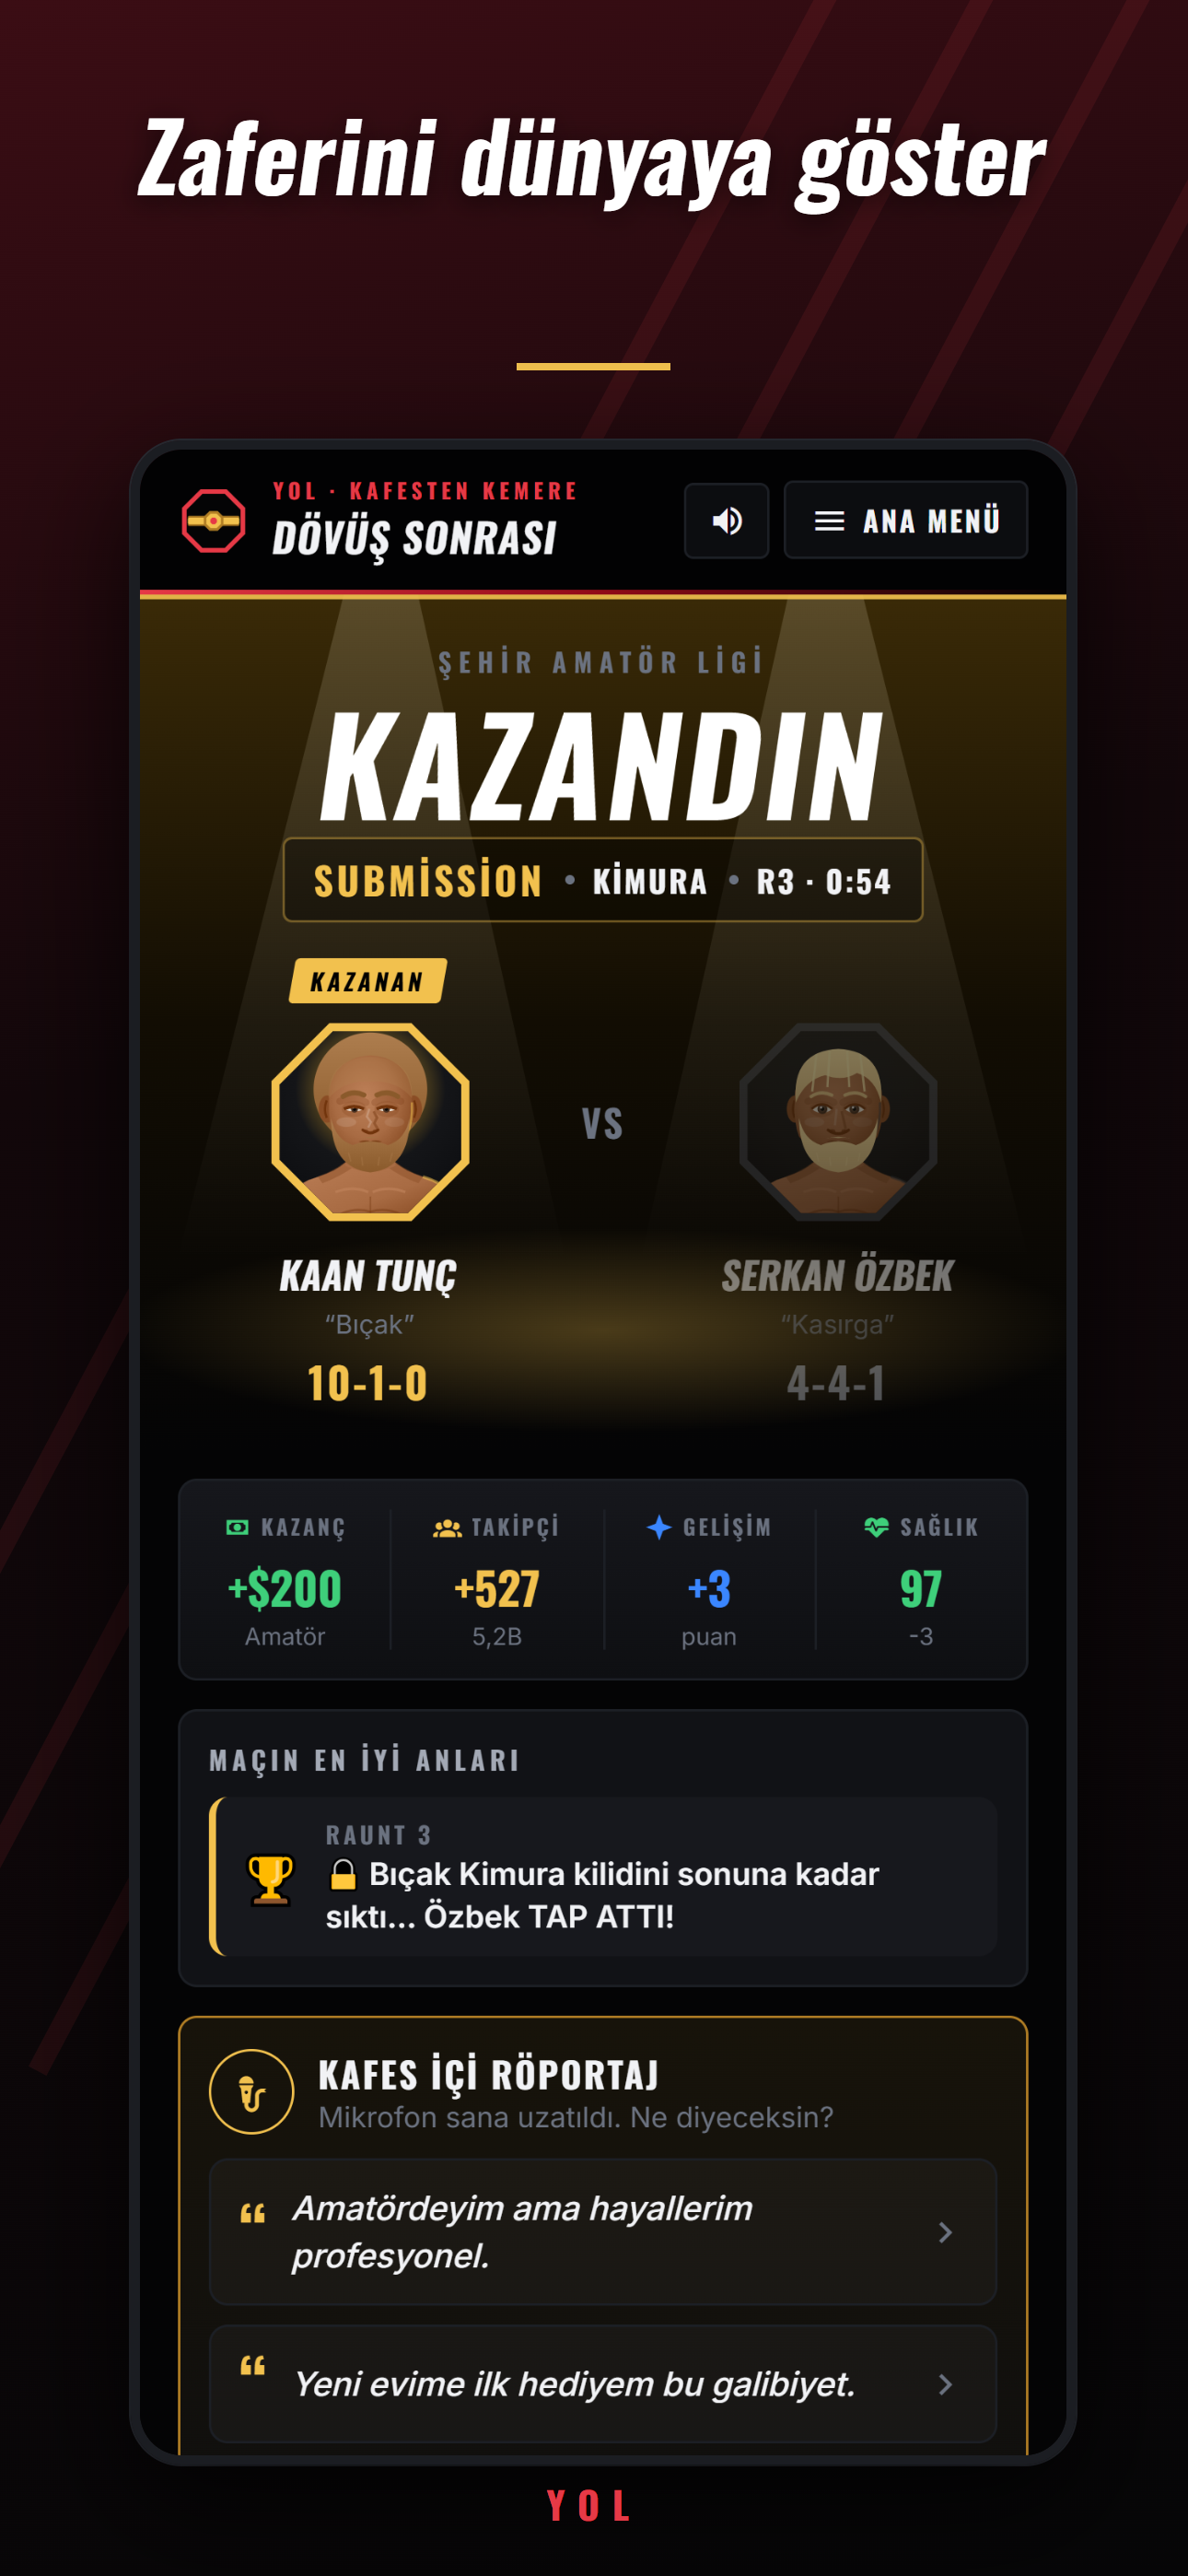 Zaferini dünyaya göster
YOL · KAFESTEN KEMERE
DÖVÜŞ SONRASI
ANA MENÜ
ŞEHİR AMATÖR LİGİ
KAZANDIN
SUBMİSSİON • KİMURA • R3 · 0:54
KAZANAN
VS
KAAN TUNÇ
“Bıçak”
10-1-0
SERKAN ÖZBEK
“Kasırga”
4-4-1
KAZANÇ
+$200
Amatör
TAKİPÇİ
+527
5,2B
GELİŞİM
+3
puan
SAĞLIK
97
-3
MAÇIN EN İYİ ANLARI
RAUNT 3
🔒 Bıçak Kimura kilidini sonuna kadar
sıktı... Özbek TAP ATTI!
KAFES İÇİ RÖPORTAJ
Mikrofon sana uzatıldı. Ne diyeceksin?
“ Amatördeyim ama hayallerim
profesyonel.
“ Yeni evime ilk hediyem bu galibiyet.
YOL